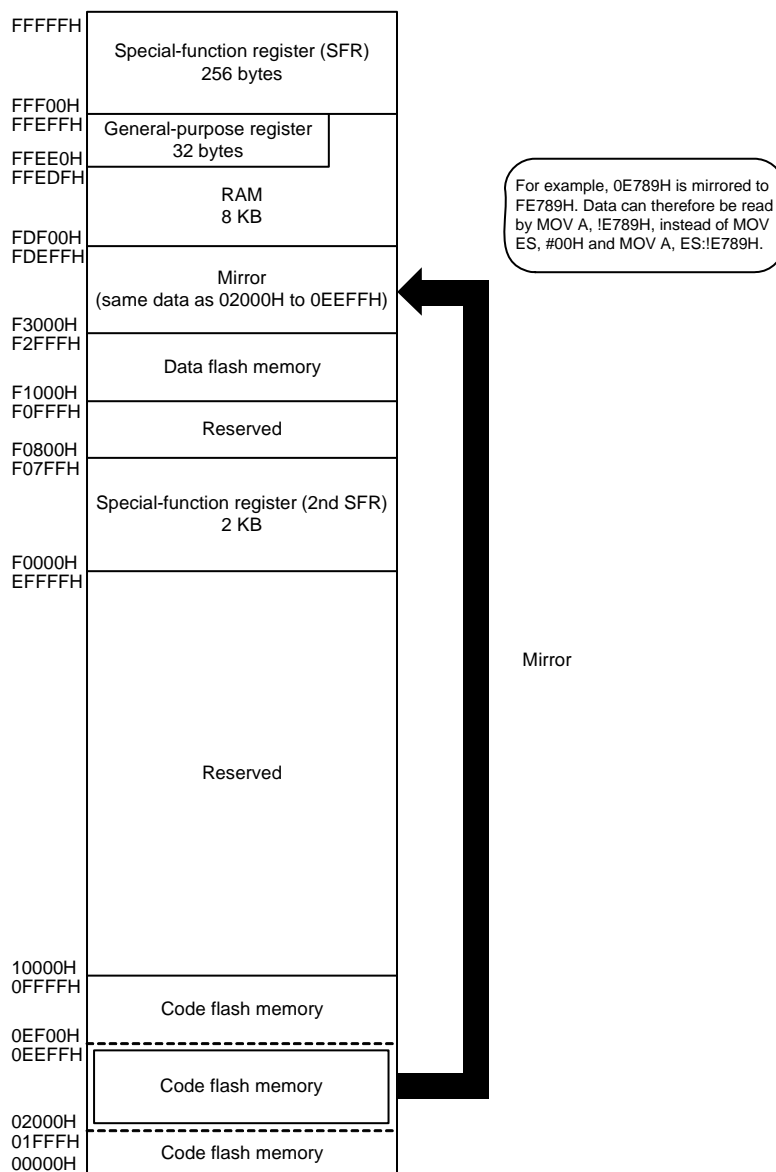 FFFFFH
Special-function register (SFR)
256 bytes
FFF00H
FFEFFH
General-purpose register
32 bytes
FFEE0H
FFEDFH
RAM
8 KB
For example, 0E789H is mirrored to
FE789H. Data can therefore be read
by MOV A, !E789H, instead of MOV
ES, #00H and MOV A, ES:!E789H.
FDF00H
FDEFFH
Mirror
(same data as 02000H to 0EEFFH)
F3000H
F2FFFH
Data flash memory
F1000H
F0FFFH
Reserved
F0800H
F07FFH
Special-function register (2nd SFR)
2 KB
F0000H
EFFFFH
Mirror
Reserved
10000H
0FFFFH
Code flash memory
0EF00H
0EEFFH
Code flash memory
02000H
01FFFH
Code flash memory
00000H